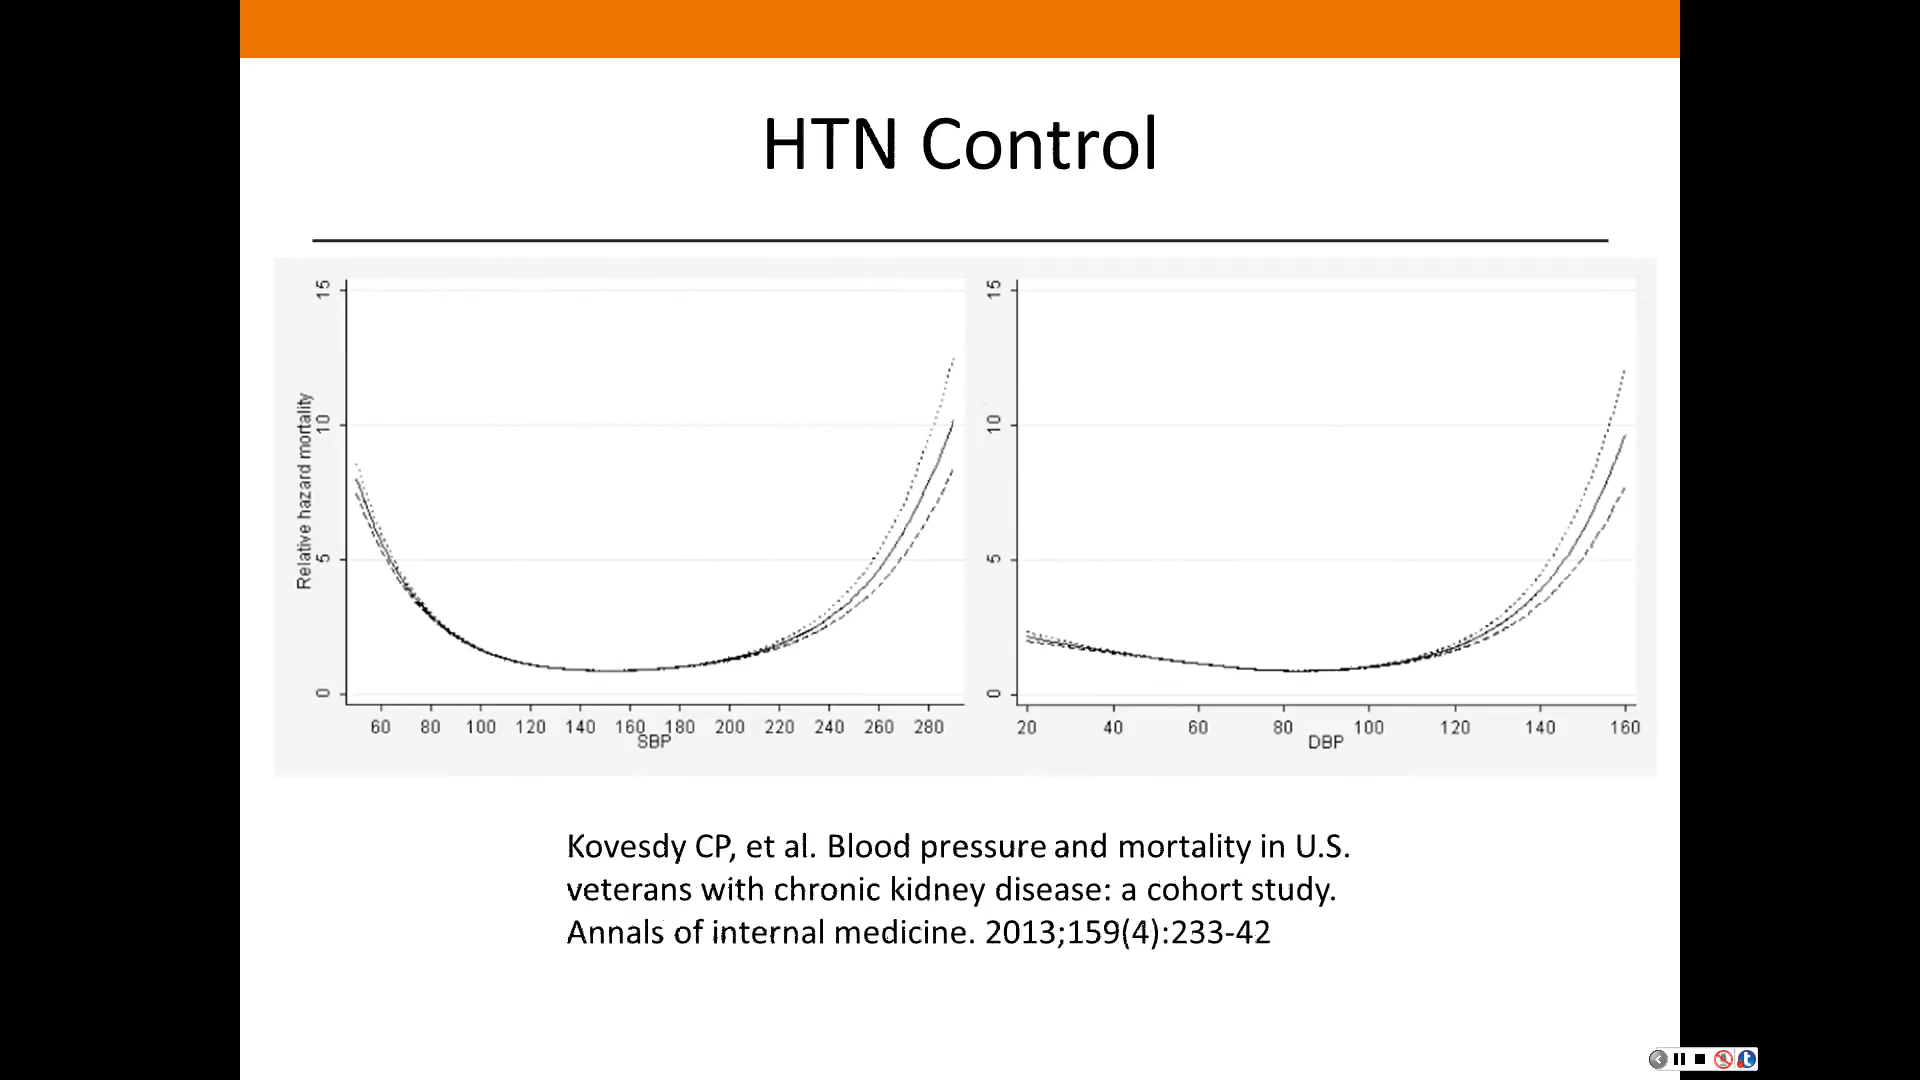 HTN Control
Relative hazard mortality
15
10
5
0
60 80 100 120 140 160 180 200 220 240 260 280
SBP
15
10
5
0
20 40 60 80 100 120 140 160
DBP
Kovesdy CP, et al. Blood pressure and mortality in U.S.
veterans with chronic kidney disease: a cohort study.
Annals of internal medicine. 2013;159(4):233-42